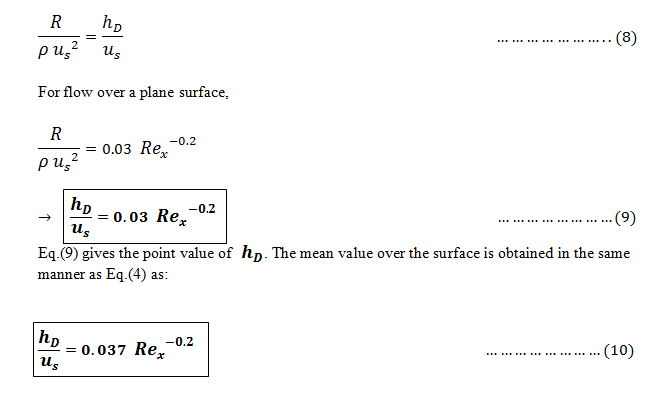 R/(ρ u_s²) = h_D/u_s … … … … … … … . . (8)
For flow over a plane surface,
R/(ρ u_s²) = 0.03 Re_x^−0.2
→ h_D/u_s = 0.03 Re_x^−0.2 … … … … … … … … (9)
Eq.(9) gives the point value of h_D. The mean value over the surface is obtained in the same
manner as Eq.(4) as:
h_D/u_s = 0.037 Re_x^−0.2 … … … … … … … … (10)